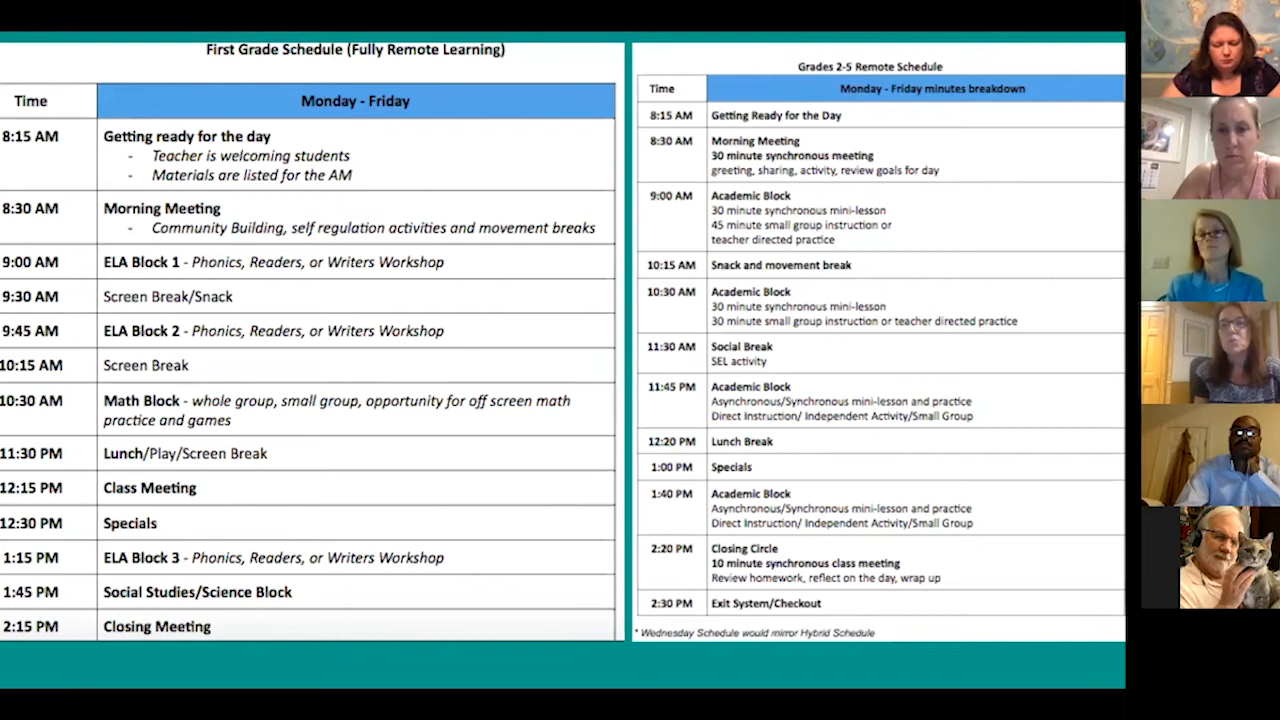 First Grade Schedule (Fully Remote Learning)
Time Monday - Friday
8:15 AM Getting ready for the day
- Teacher is welcoming students
- Materials are listed for the AM
8:30 AM Morning Meeting
- Community Building, self regulation activities and movement breaks
9:00 AM ELA Block 1 - Phonics, Readers, or Writers Workshop
9:30 AM Screen Break/Snack
9:45 AM ELA Block 2 - Phonics, Readers, or Writers Workshop
10:15 AM Screen Break
10:30 AM Math Block - whole group, small group, opportunity for off screen math
practice and games
11:30 PM Lunch/Play/Screen Break
12:15 PM Class Meeting
12:30 PM Specials
1:15 PM ELA Block 3 - Phonics, Readers, or Writers Workshop
1:45 PM Social Studies/Science Block
2:15 PM Closing Meeting
Grades 2-5 Remote Schedule
Time Monday - Friday minutes breakdown
8:15 AM Getting Ready for the Day
8:30 AM Morning Meeting
30 minute synchronous meeting
greeting, sharing, activity, review goals for day
9:00 AM Academic Block
30 minute synchronous mini-lesson
45 minute small group instruction or
teacher directed practice
10:15 AM Snack and movement break
10:30 AM Academic Block
30 minute synchronous mini-lesson
30 minute small group instruction or teacher directed practice
11:30 AM Social Break
SEL activity
11:45 PM Academic Block
Asynchronous/Synchronous mini-lesson and practice
Direct Instruction/ Independent Activity/Small Group
12:20 PM Lunch Break
1:00 PM Specials
1:40 PM Academic Block
Asynchronous/Synchronous mini-lesson and practice
Direct Instruction/ Independent Activity/Small Group
2:20 PM Closing Circle
10 minute synchronous class meeting
Review homework, reflect on the day, wrap up
2:30 PM Exit System/Checkout
* Wednesday Schedule would mirror Hybrid Schedule